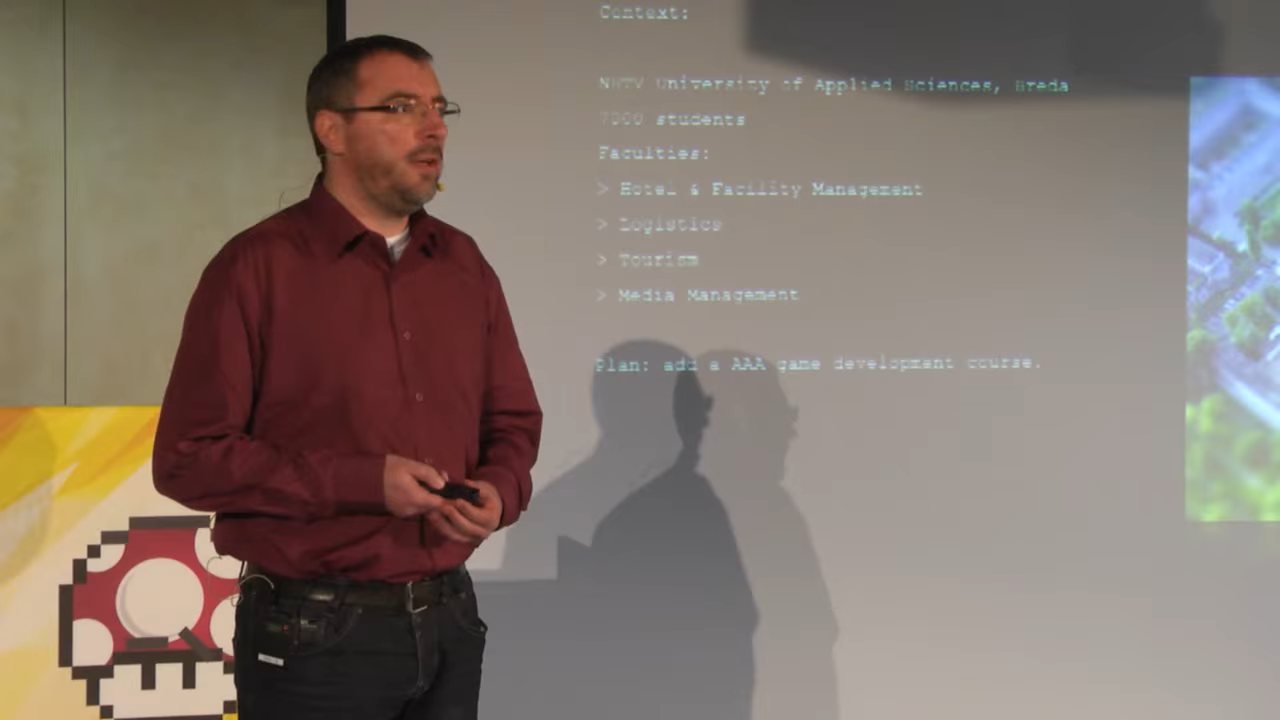 Context:
NHTV University of Applied Sciences, Breda
7000 students
Faculties:
> Hotel & Facility Management
> Logistics
> Tourism
> Media Management
Plan: add a AAA game development course.